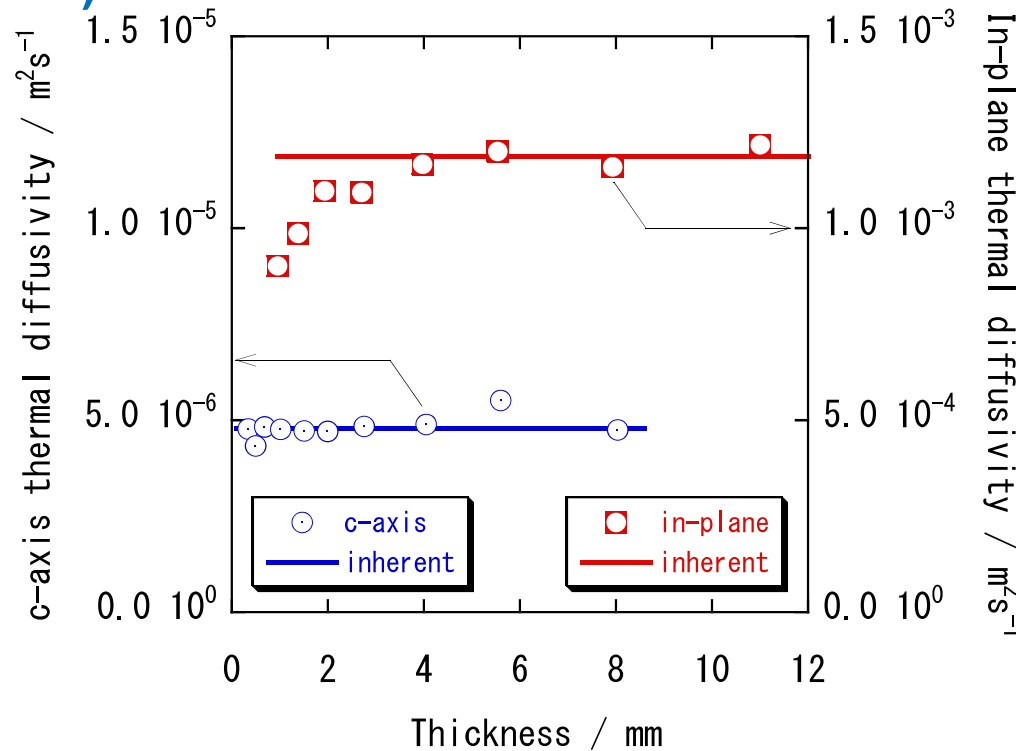 )
1.5 10⁻⁵
1.0 10⁻⁵
5.0 10⁻⁶
0.0 10⁰
c-axis thermal diffusivity / m²s⁻¹
1.5 10⁻³
1.0 10⁻³
5.0 10⁻⁴
0.0 10⁰
In-plane thermal diffusivity / m²s⁻¹
c-axis
inherent
in-plane
inherent
0 2 4 6 8 10 12
Thickness / mm